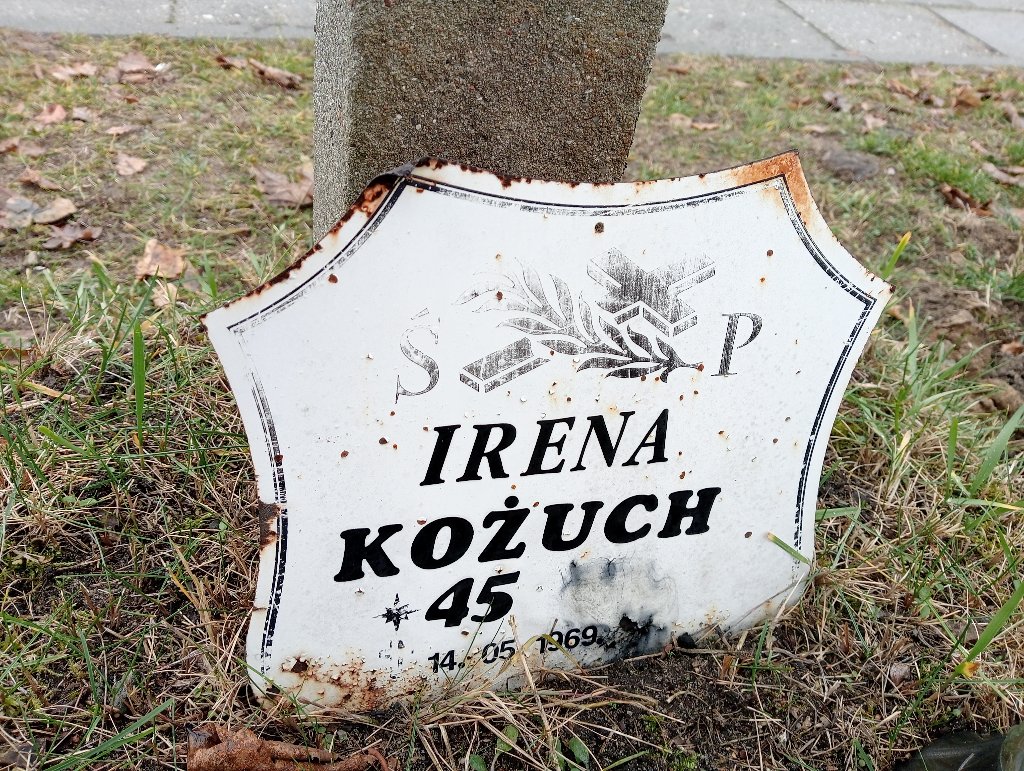 Ś P
IRENA
KOŻUCH
45
14. 05. 1969.